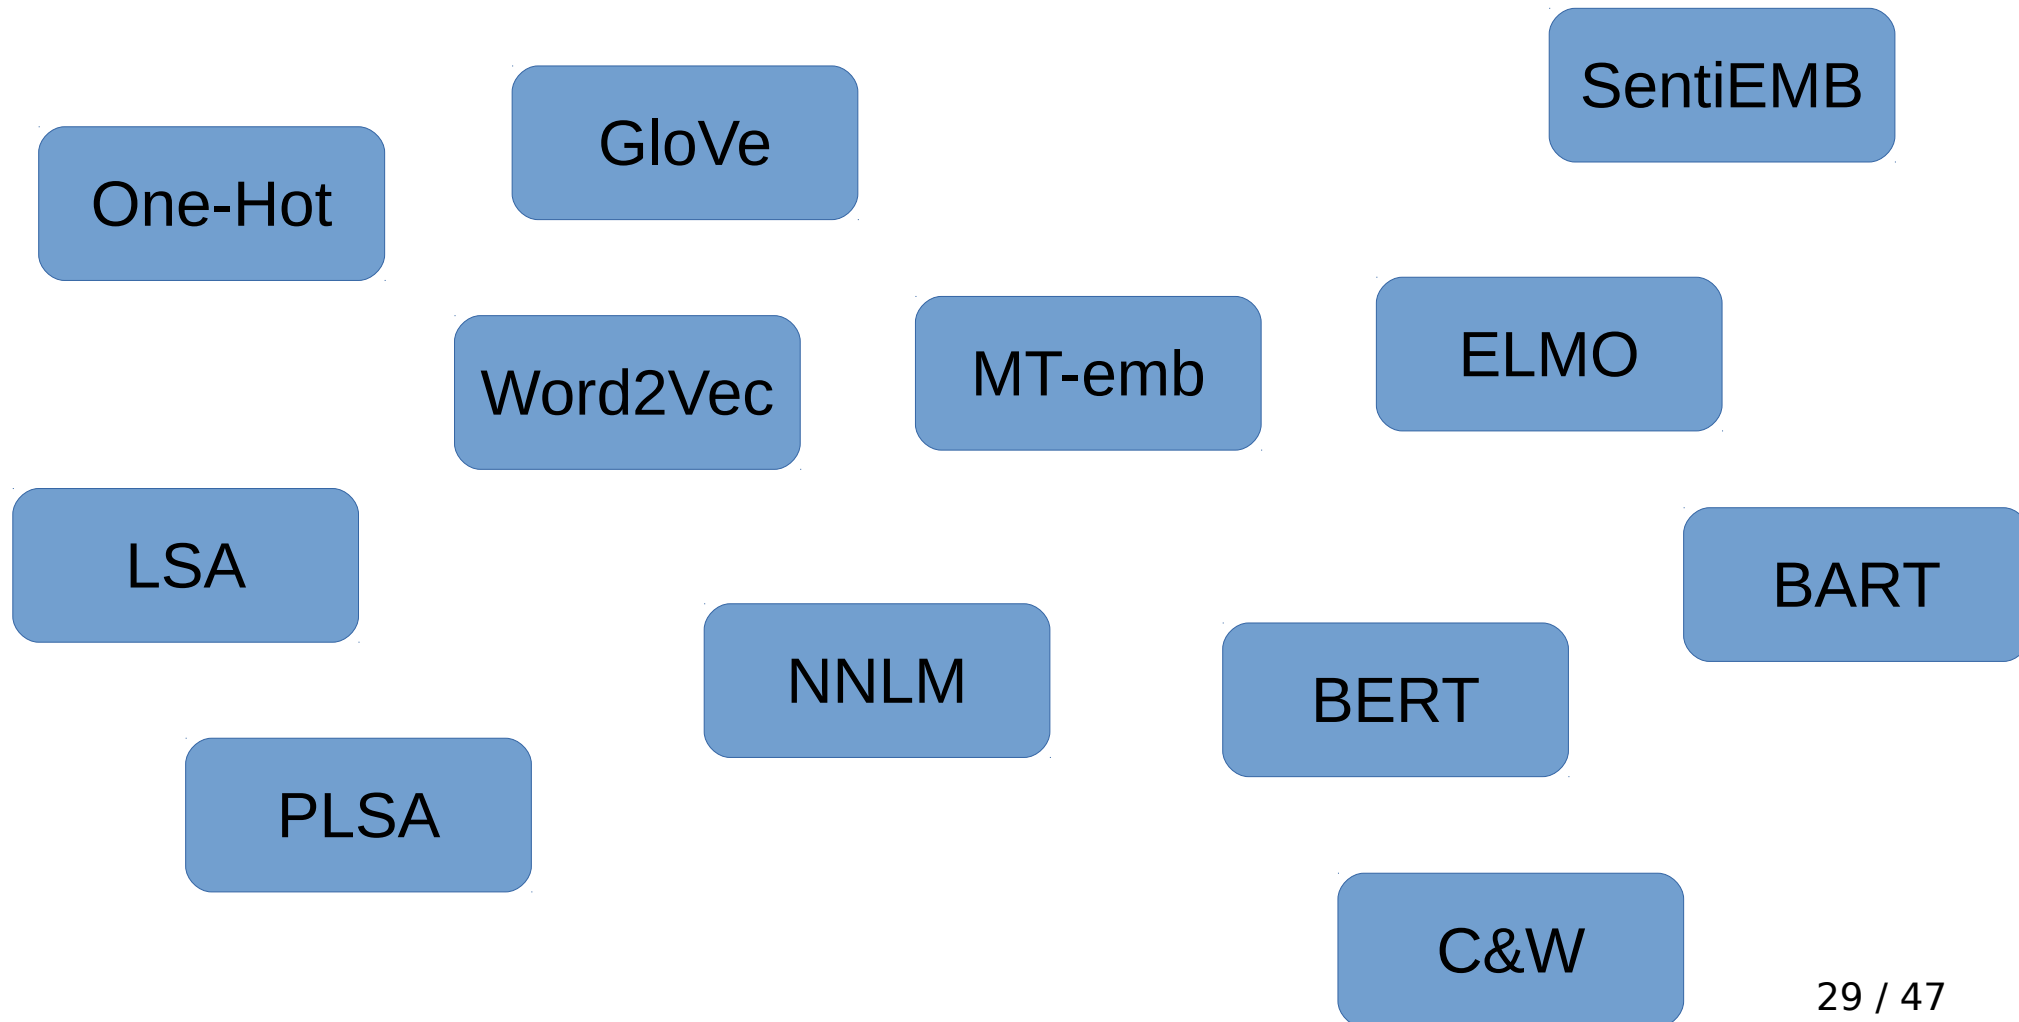 SentiEMB
GloVe
One-Hot
ELMO
MT-emb
Word2Vec
LSA
BART
NNLM
BERT
PLSA
C&W
29 / 47